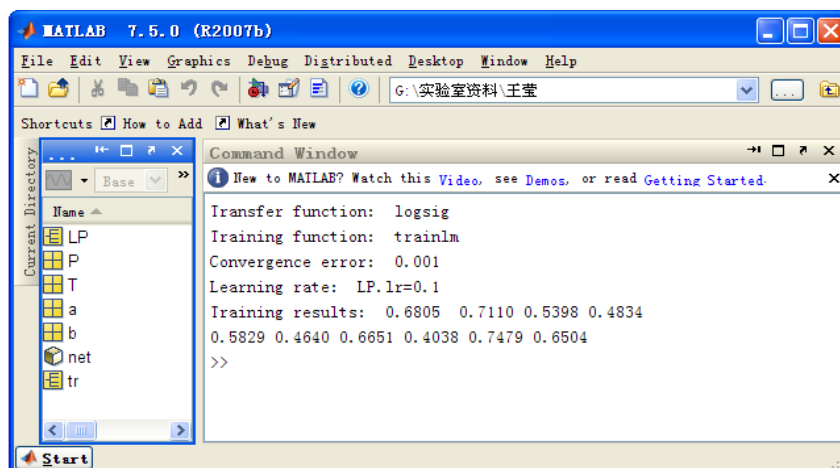 MATLAB 7.5.0 (R2007b)
File Edit View Graphics Debug Distributed Desktop Window Help
G:\实验室资料\王莹
...
Shortcuts How to Add What's New
Current Directory
...
Base
»
Name
LP
P
T
a
b
net
tr
Command Window
New to MATLAB? Watch this Video, see Demos, or read Getting Started.
Transfer function: logsig
Training function: trainlm
Convergence error: 0.001
Learning rate: LP.lr=0.1
Training results: 0.6805 0.7110 0.5398 0.4834
0.5829 0.4640 0.6651 0.4038 0.7479 0.6504
>>
Start